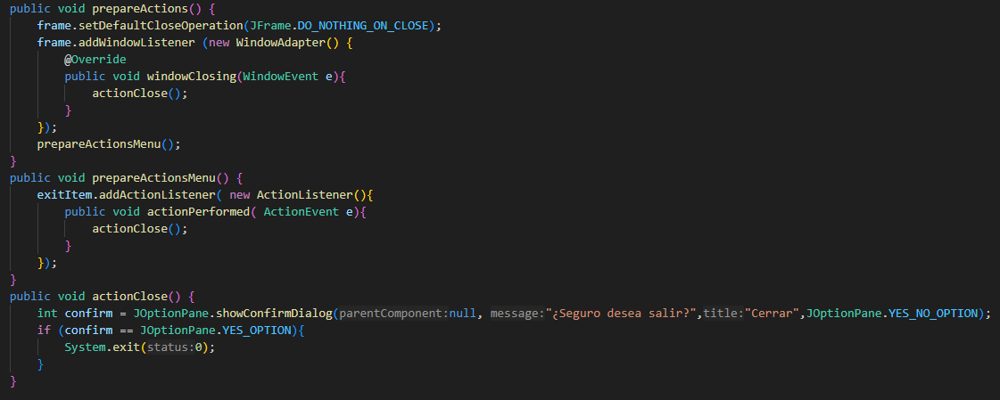 public void prepareActions() {
    frame.setDefaultCloseOperation(JFrame.DO_NOTHING_ON_CLOSE);
    frame.addWindowListener (new WindowAdapter() {
        @Override
        public void windowClosing(WindowEvent e){
            actionClose();
        }
    });
    prepareActionsMenu();
}
public void prepareActionsMenu() {
    exitItem.addActionListener( new ActionListener(){
        public void actionPerformed( ActionEvent e){
            actionClose();
        }
    });
}
public void actionClose() {
    int confirm = JOptionPane.showConfirmDialog(parentComponent:null, message:"¿Seguro desea salir?",title:"Cerrar",JOptionPane.YES_NO_OPTION);
    if (confirm == JOptionPane.YES_OPTION){
        System.exit(status:0);
    }
}